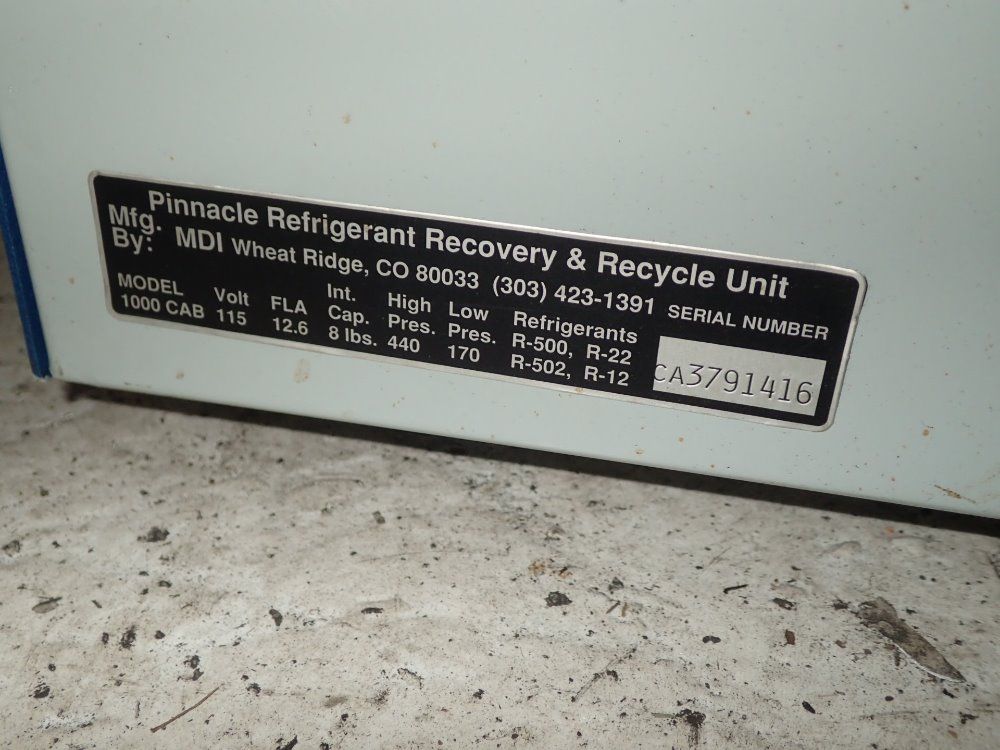 Pinnacle Refrigerant Recovery & Recycle Unit
Mfg. By: MDI Wheat Ridge, CO 80033 (303) 423-1391
MODEL 1000 CAB
Volt 115
FLA 12.6
Int. Cap. 8 lbs.
High Pres. 440
Low Pres. 170
Refrigerants
R-500, R-22
R-502, R-12
SERIAL NUMBER
CA3791416